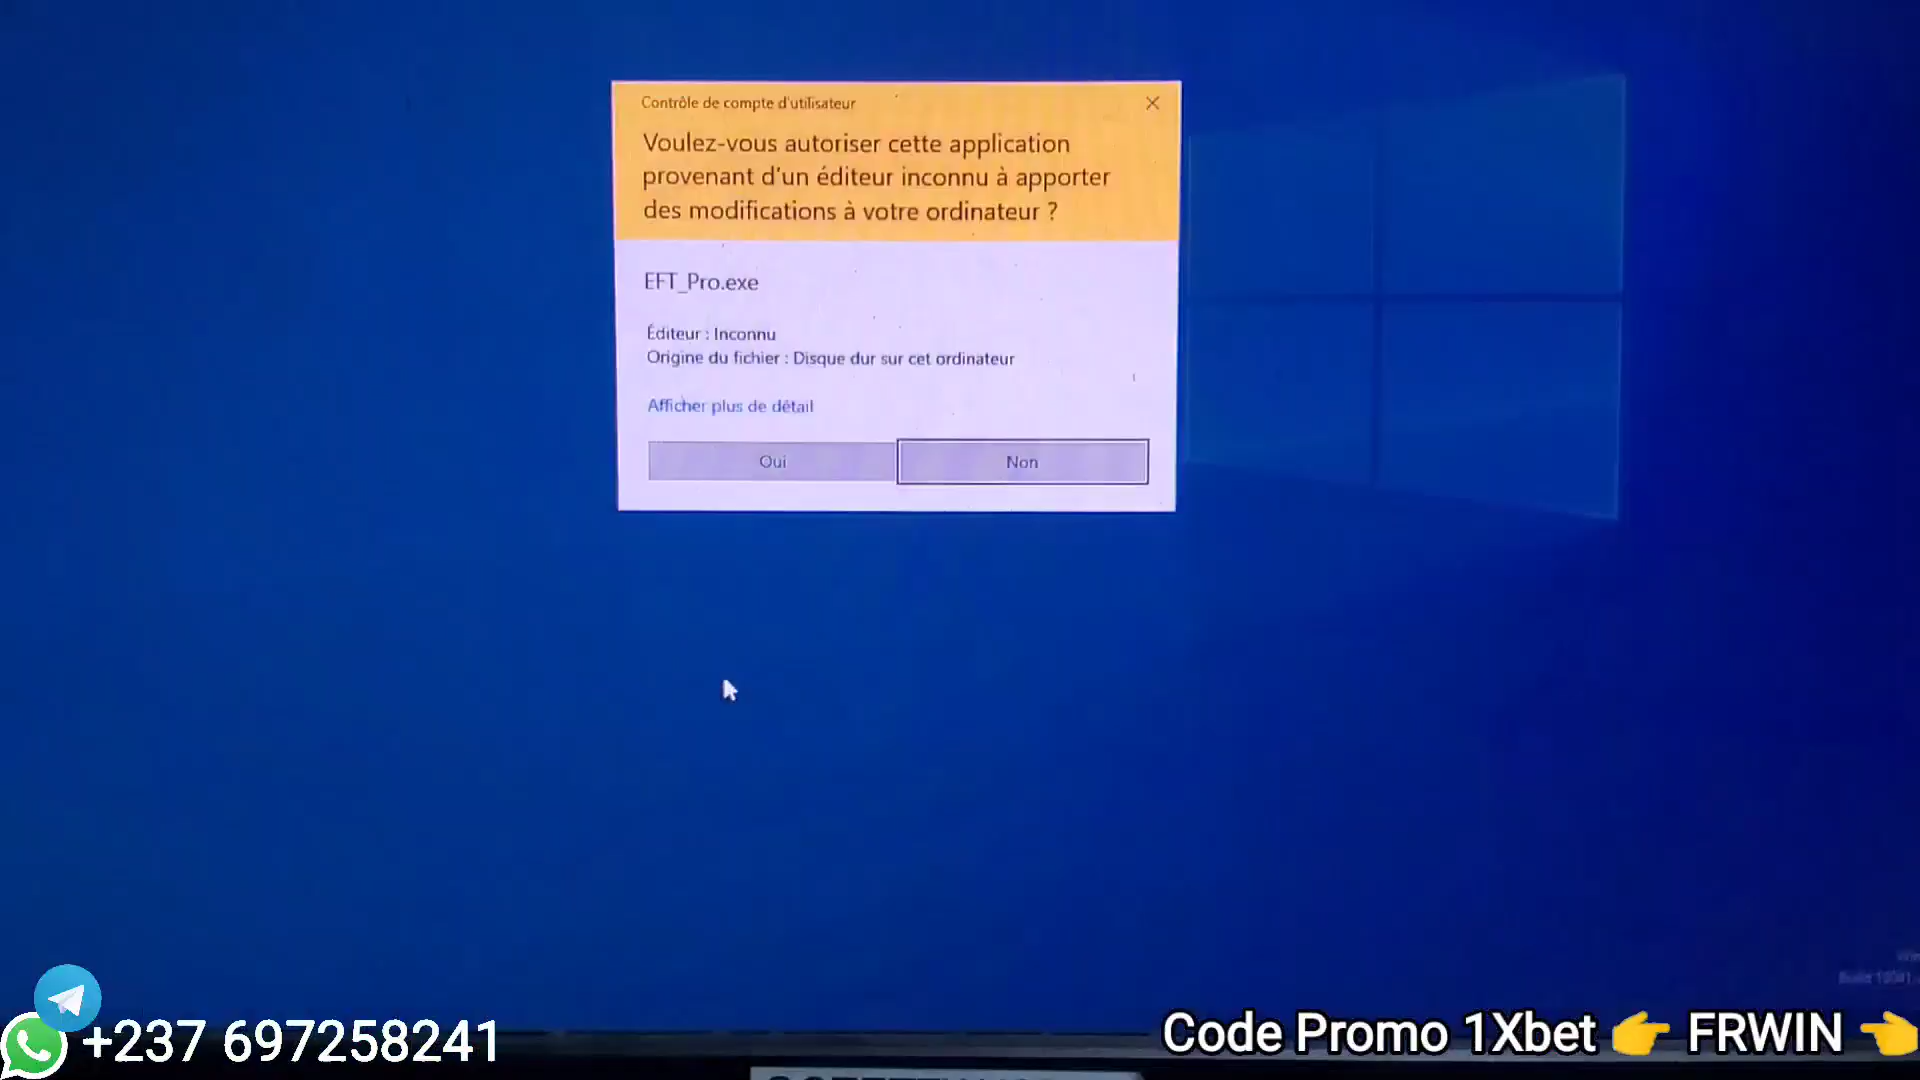 Contrôle de compte d'utilisateur
Voulez-vous autoriser cette application
provenant d'un éditeur inconnu à apporter
des modifications à votre ordinateur ?
EFT_Pro.exe
Éditeur : Inconnu
Origine du fichier : Disque dur sur cet ordinateur
Afficher plus de détail
Oui
Non
+237 697258241
Code Promo 1Xbet 👉 FRWIN 👈